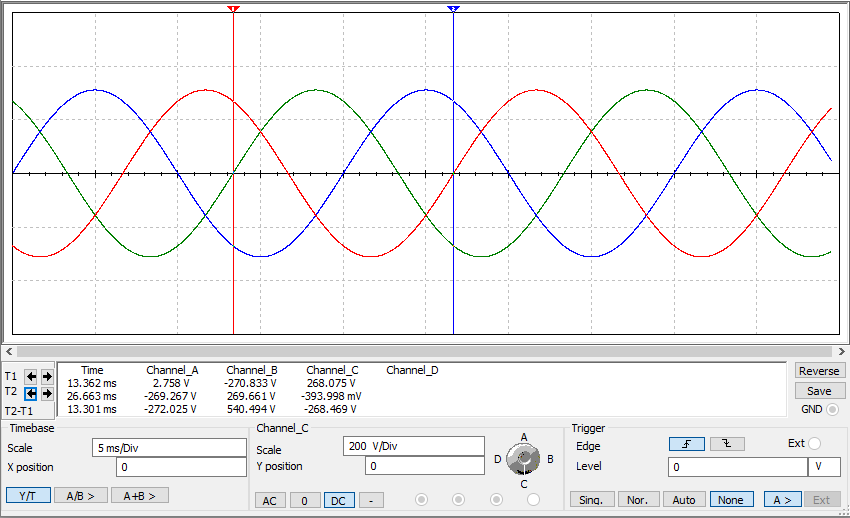 Time Channel_A Channel_B Channel_C Channel_D
T1 13.362 ms 2.758 V -270.833 V 268.075 V
T2 26.663 ms -269.267 V 269.661 V -393.998 mV
T2-T1 13.301 ms -272.025 V 540.494 V -268.469 V
Reverse
Save
GND
Timebase
Scale 5 ms/Div
X position 0
Y/T A/B > A+B >
Channel_C
Scale 200 V/Div
Y position 0
AC 0 DC -
A
D B
C
Trigger
Edge Ext
Level 0 V
Sing. Nor. Auto None A > Ext